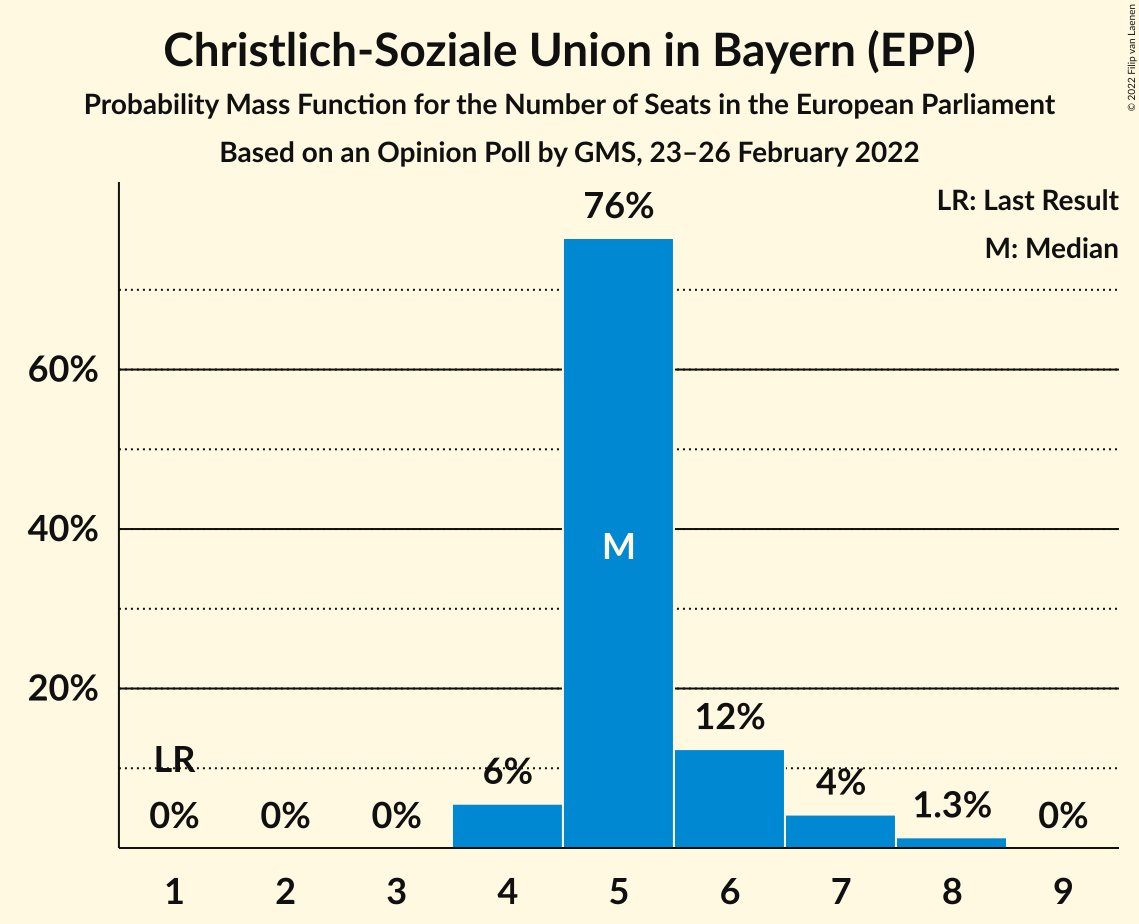 Christlich-Soziale Union in Bayern (EPP)
Probability Mass Function for the Number of Seats in the European Parliament
Based on an Opinion Poll by GMS, 23–26 February 2022
© 2022 Filip van Laenen
LR: Last Result
M: Median
76%
60%
40%
M
20%
12%
LR
6%
4%
1.3%
0%
0%
0%
0%
1 2 3 4 5 6 7 8 9